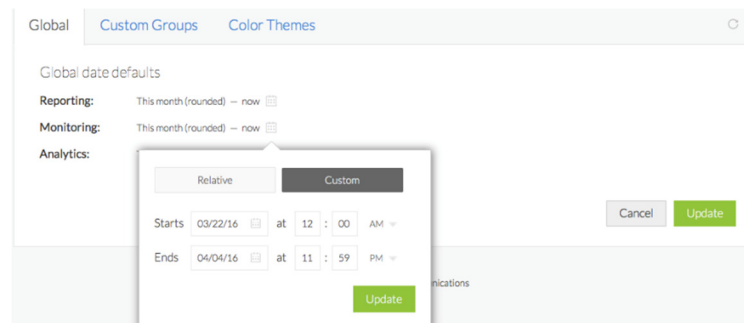 Global Custom Groups Color Themes
Global date defaults
Reporting: This month (rounded) — now
Monitoring: This month (rounded) — now
Analytics:
Relative Custom
Starts 03/22/16 at 12 : 00 AM
Cancel Update
Ends 04/04/16 at 11 : 59 PM
nications
Update